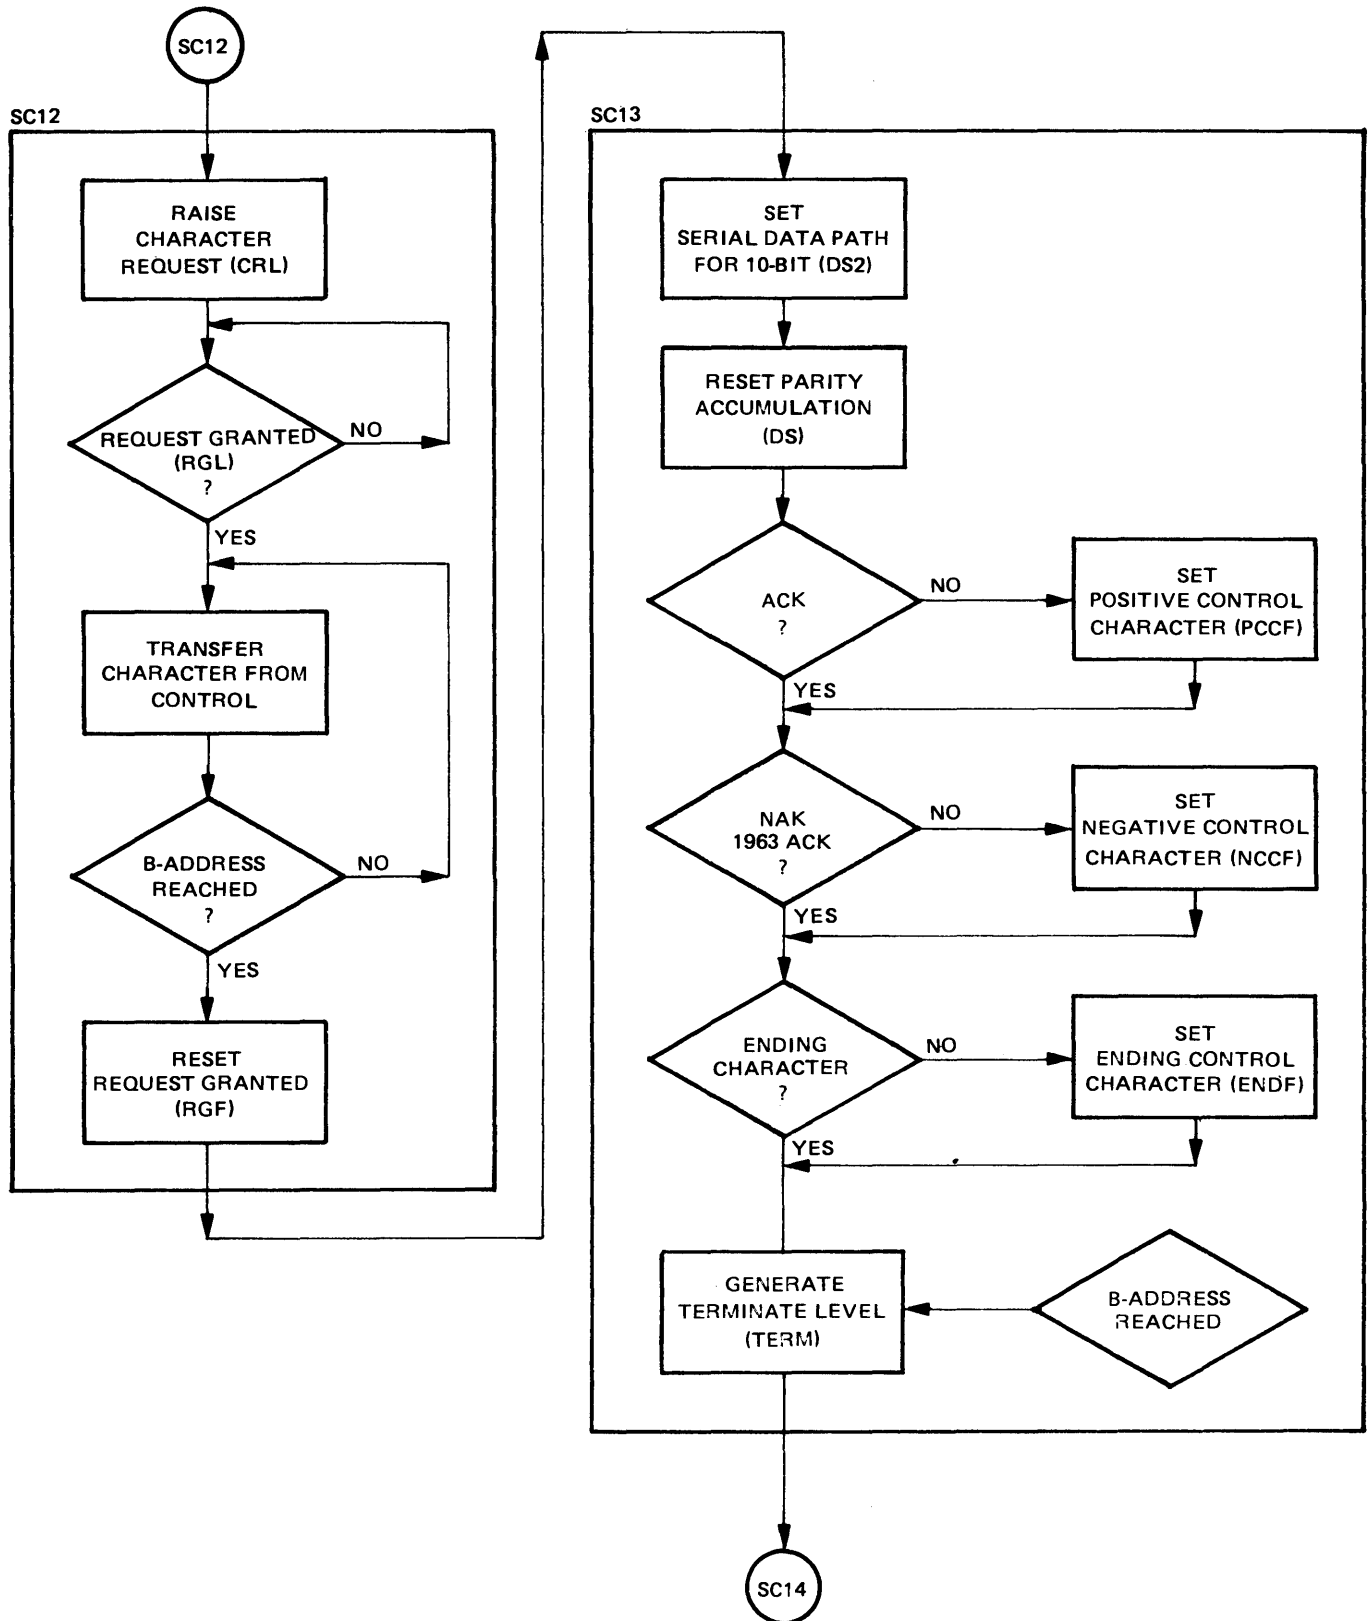 SC12
SC12
RAISE
CHARACTER
REQUEST (CRL)
REQUEST GRANTED
(RGL)
?
NO
YES
TRANSFER
CHARACTER FROM
CONTROL
B-ADDRESS
REACHED
?
NO
YES
RESET
REQUEST GRANTED
(RGF)
SC13
SET
SERIAL DATA PATH
FOR 10-BIT (DS2)
RESET PARITY
ACCUMULATION
(DS)
ACK
?
NO
YES
SET
POSITIVE CONTROL
CHARACTER (PCCF)
NAK
1963 ACK
?
NO
YES
SET
NEGATIVE CONTROL
CHARACTER (NCCF)
ENDING
CHARACTER
?
NO
YES
SET
ENDING CONTROL
CHARACTER (ENDF)
GENERATE
TERMINATE LEVEL
(TERM)
B-ADDRESS
REACHED
SC14